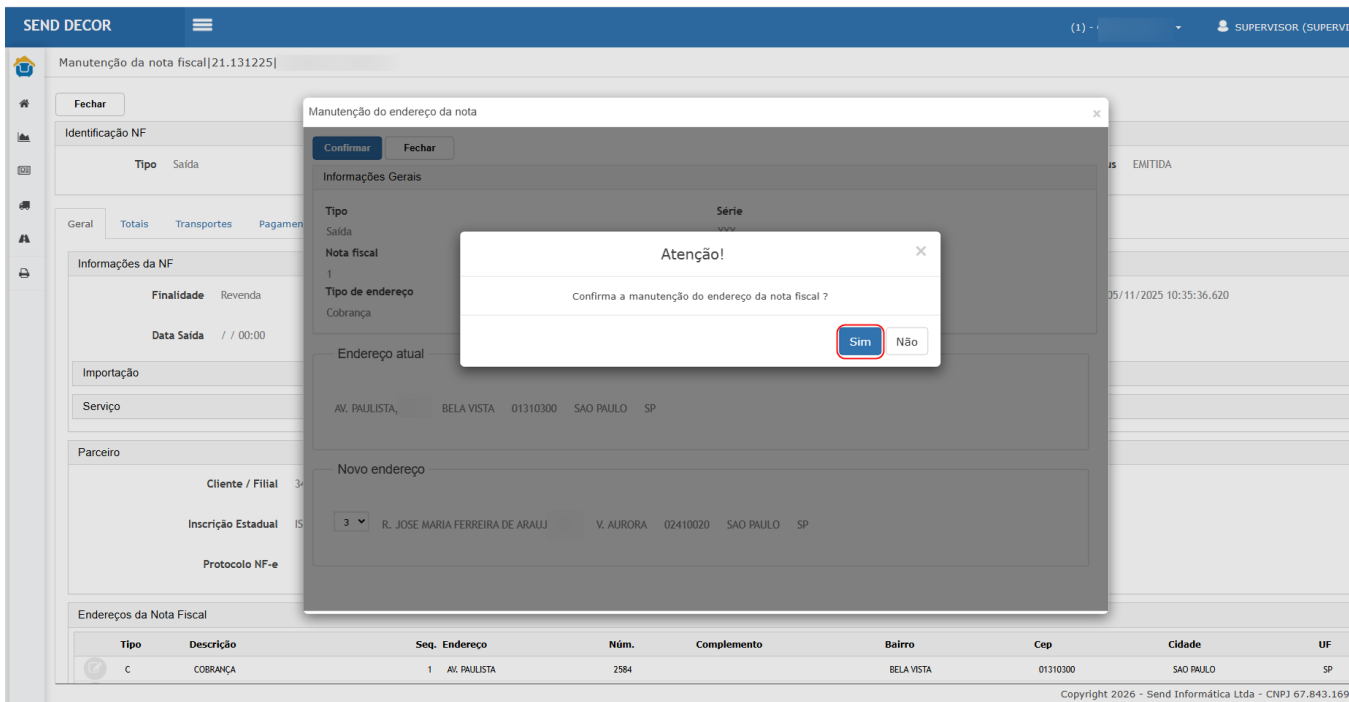 SEND DECOR
(1) -
SUPERVISOR (SUPERVI
Manutenção da nota fiscal|21.131225|
Fechar
Identificação NF
Tipo Saída
us EMITIDA
Geral Totais Transportes Pagamen
Informações da NF
Finalidade Revenda
05/11/2025 10:35:36.620
Data Saída / / 00:00
Importação
Serviço
Parceiro
Cliente / Filial 34
Inscrição Estadual IS
Protocolo NF-e
Manutenção do endereço da nota ×
Confirmar Fechar
Informações Gerais
Tipo Série
Saída XXX
Nota fiscal
1
Tipo de endereço
Cobrança
Endereço atual
AV. PAULISTA, BELA VISTA 01310300 SAO PAULO SP
Novo endereço
3 R. JOSE MARIA FERREIRA DE ARAUJ V. AURORA 02410020 SAO PAULO SP
Atenção! ×
Confirma a manutenção do endereço da nota fiscal ?
Sim Não
Endereços da Nota Fiscal
Tipo Descrição Seq. Endereço Núm. Complemento Bairro Cep Cidade UF
C COBRANÇA 1 AV. PAULISTA 2584 BELA VISTA 01310300 SAO PAULO SP
Copyright 2026 - Send Informática Ltda - CNPJ 67.843.169